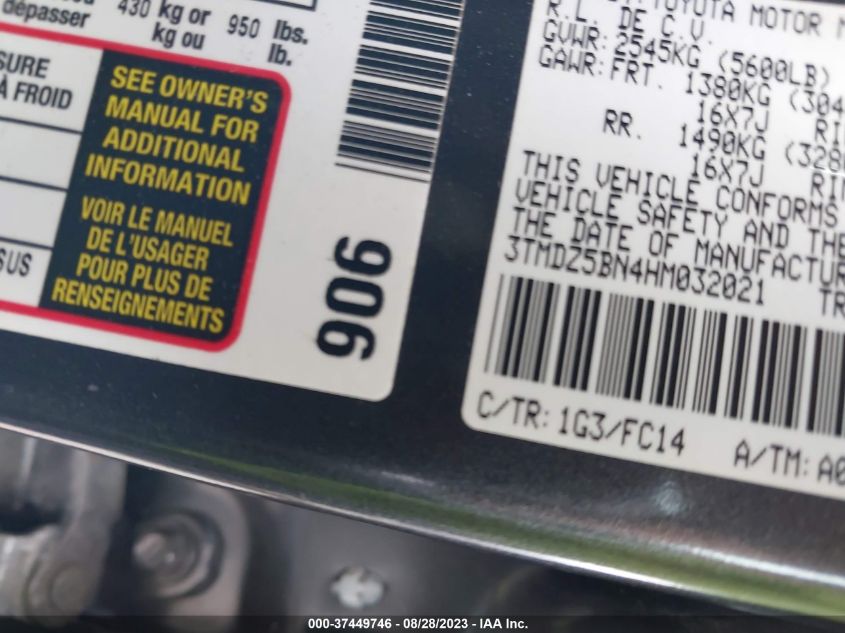 dépasser
430 kg or
kg ou
950 lbs.
lb.
À FROID
SEE OWNER'S
MANUAL FOR
ADDITIONAL
INFORMATION
VOIR LE MANUEL
DE L'USAGER
POUR PLUS DE
RENSEIGNEMENTS
906
TOYOTA MOTOR
R.L. DE C.V.
GVWR: 2545KG (5600LB)
GAWR: FRT. 1380KG (304
16X7J
RR. 1490KG (328
16X7J
THIS VEHICLE CONFORMS
VEHICLE SAFETY AND THE
THE DATE OF MANUFACTUR
3TMDZ5BN4HM032021
C/TR: 1G3/FC14 A/TM: A0
000-37449746 / 08/28/2023 - IAA Inc.